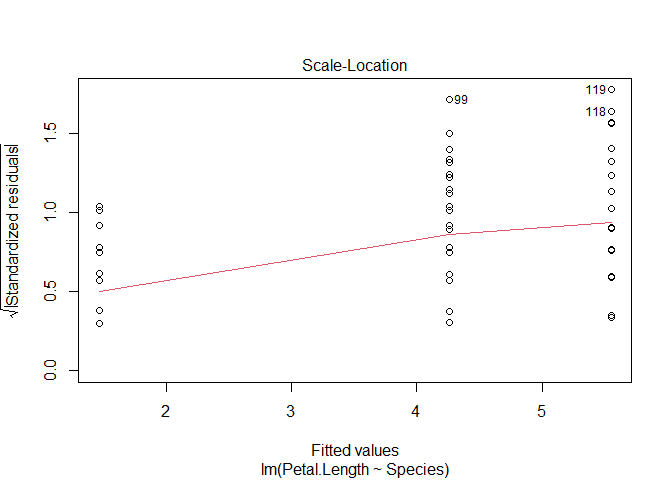 Scale-Location
√|Standardized residuals|
1.5
1.0
0.5
0.0
99
119
118
2
3
4
5
Fitted values
lm(Petal.Length ~ Species)